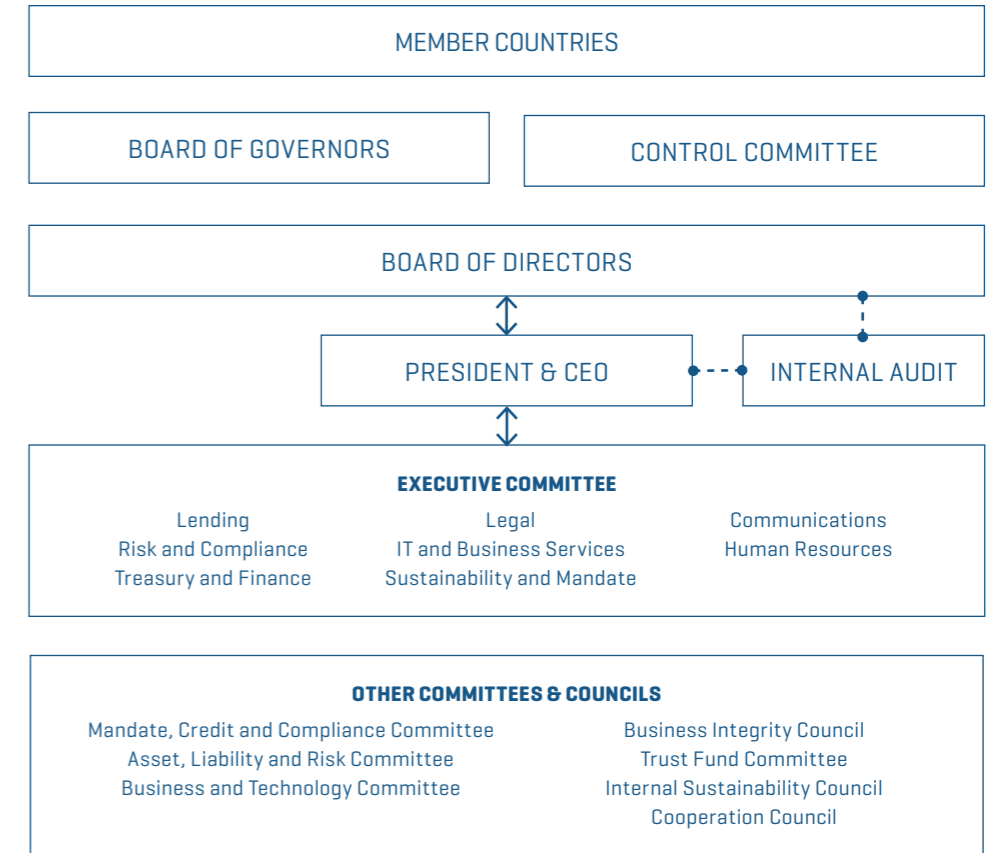 MEMBER COUNTRIES
BOARD OF GOVERNORS
CONTROL COMMITTEE
BOARD OF DIRECTORS
PRESIDENT & CEO
INTERNAL AUDIT
EXECUTIVE COMMITTEE
Lending
Risk and Compliance
Treasury and Finance
Legal
IT and Business Services
Sustainability and Mandate
Communications
Human Resources
OTHER COMMITTEES & COUNCILS
Mandate, Credit and Compliance Committee
Asset, Liability and Risk Committee
Business and Technology Committee
Business Integrity Council
Trust Fund Committee
Internal Sustainability Council
Cooperation Council